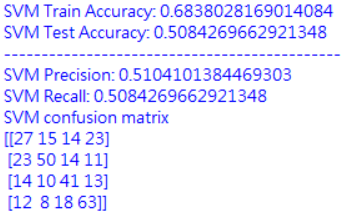 SVM Train Accuracy: 0.6838028169014084
SVM Test Accuracy: 0.5084269662921348
---------------------------------------------
SVM Precision: 0.5104101384469303
SVM Recall: 0.5084269662921348
SVM confusion matrix
[[27 15 14 23]
[23 50 14 11]
[14 10 41 13]
[12 8 18 63]]